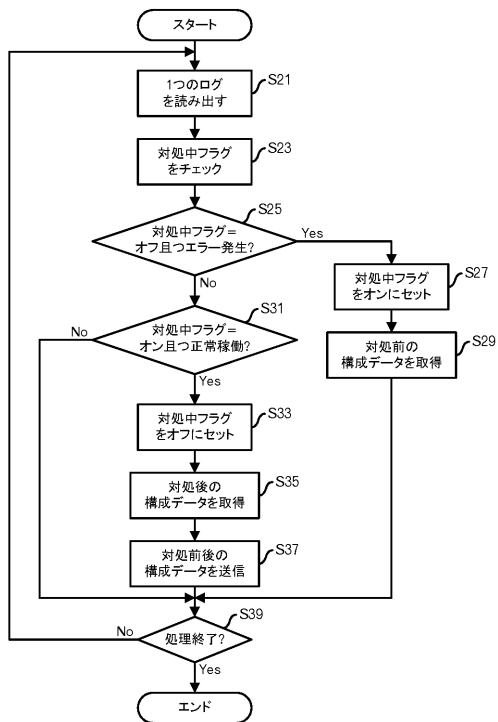 スタート
1つのログ
を読み出す
S21
対処中フラグ
をチェック
S23
対処中フラグ=
オフ且つエラー発生?
S25
Yes
No
対処中フラグ
をオンにセット
S27
対処前の
構成データを取得
S29
対処中フラグ=
オン且つ正常稼働?
S31
No
Yes
対処中フラグ
をオフにセット
S33
対処後の
構成データを取得
S35
対処前後の
構成データを送信
S37
処理終了?
S39
No
Yes
エンド